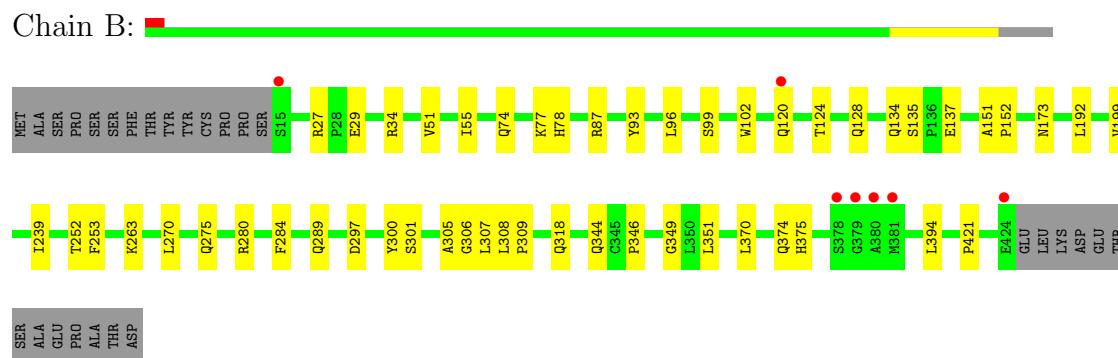 Chain B:
MET ALA SER PRO SER SER PHE THR TYR TYR CYS PRO PRO SER S15 R27 P28 E29 R34 V51 I55 Q74 K77 H78 R87 Y93 L96 S99 W102 Q120 T124 Q128 Q134 S135 P136 E137 A151 P152 N173 L192
I239 T252 F253 K263 L270 Q275 R280 F284 Q289 D297 Y300 S301 A305 G306 L307 L308 P309 Q318 Q344 C345 P346 G349 L350 L351 L370 Q374 H375 S378 G379 A380 M381 L394 P421 E424 GLU LEU LYS ASP GLU THR
SER ALA GLU PRO ALA THR ASP